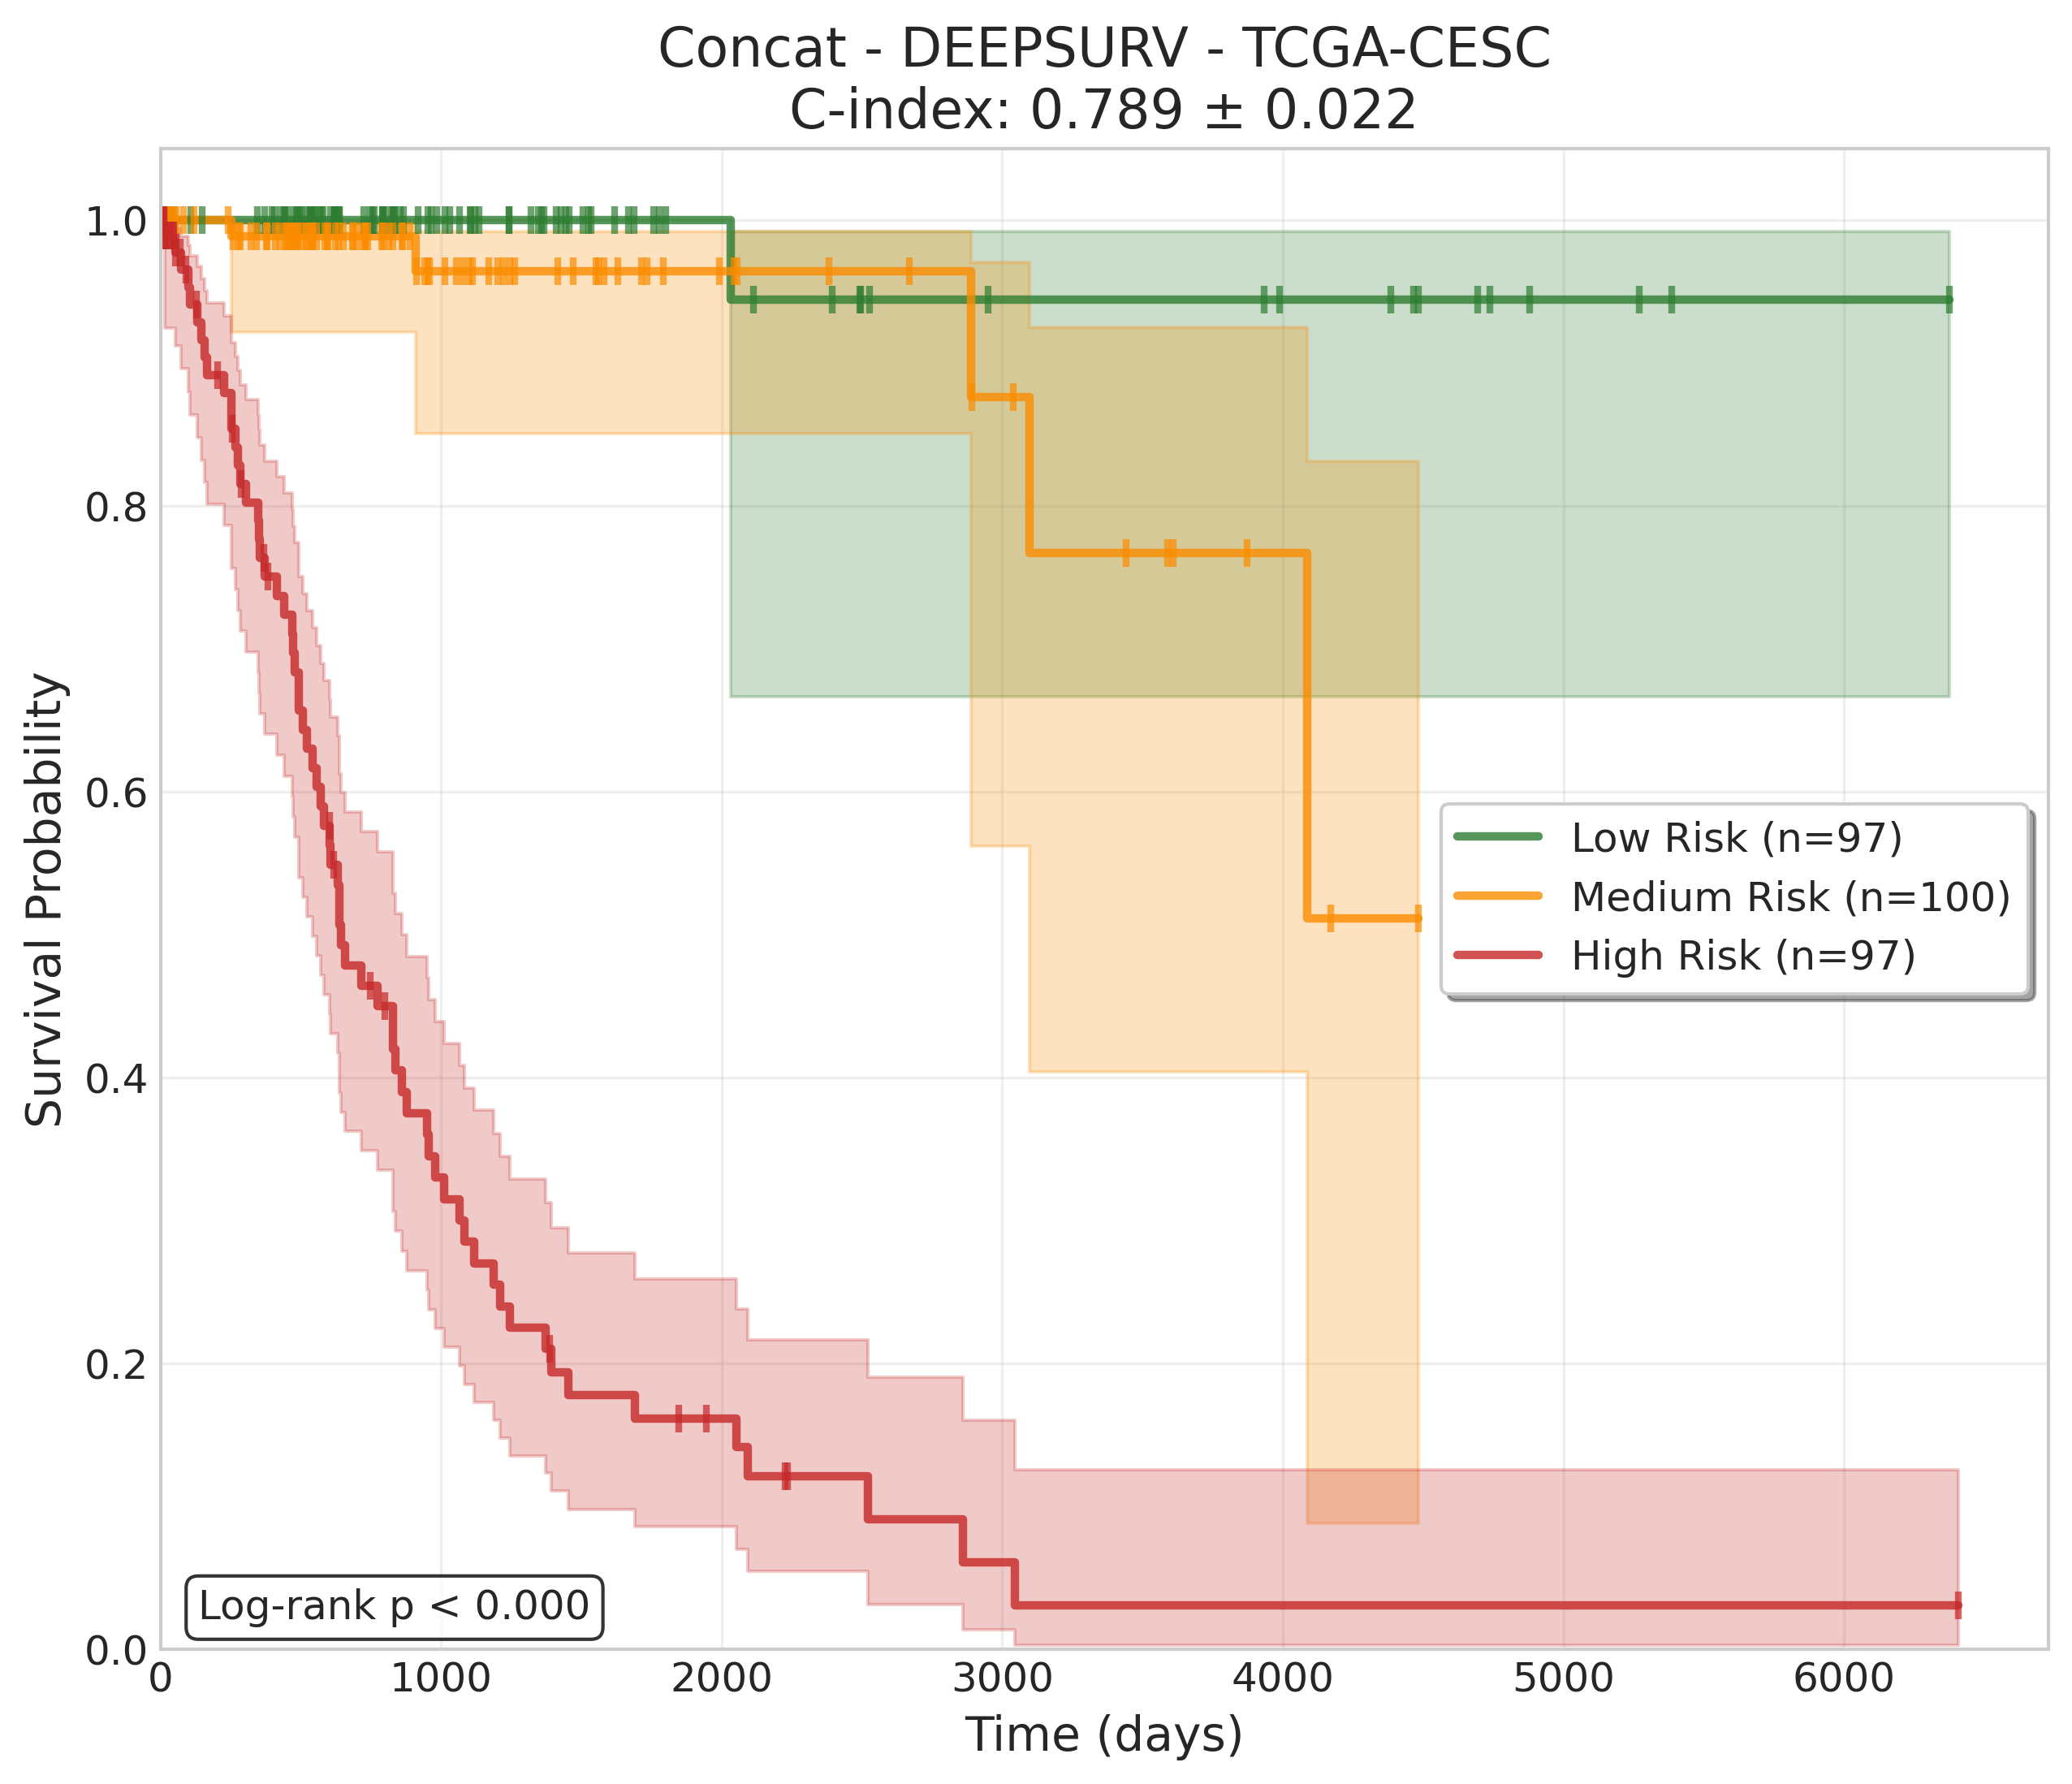 Concat - DEEPSURV - TCGA-CESC
C-index: 0.789 ± 0.022
Survival Probability
1.0
0.8
0.6
0.4
0.2
0.0
Low Risk (n=97)
Medium Risk (n=100)
High Risk (n=97)
Log-rank p < 0.000
0 1000 2000 3000 4000 5000 6000
Time (days)